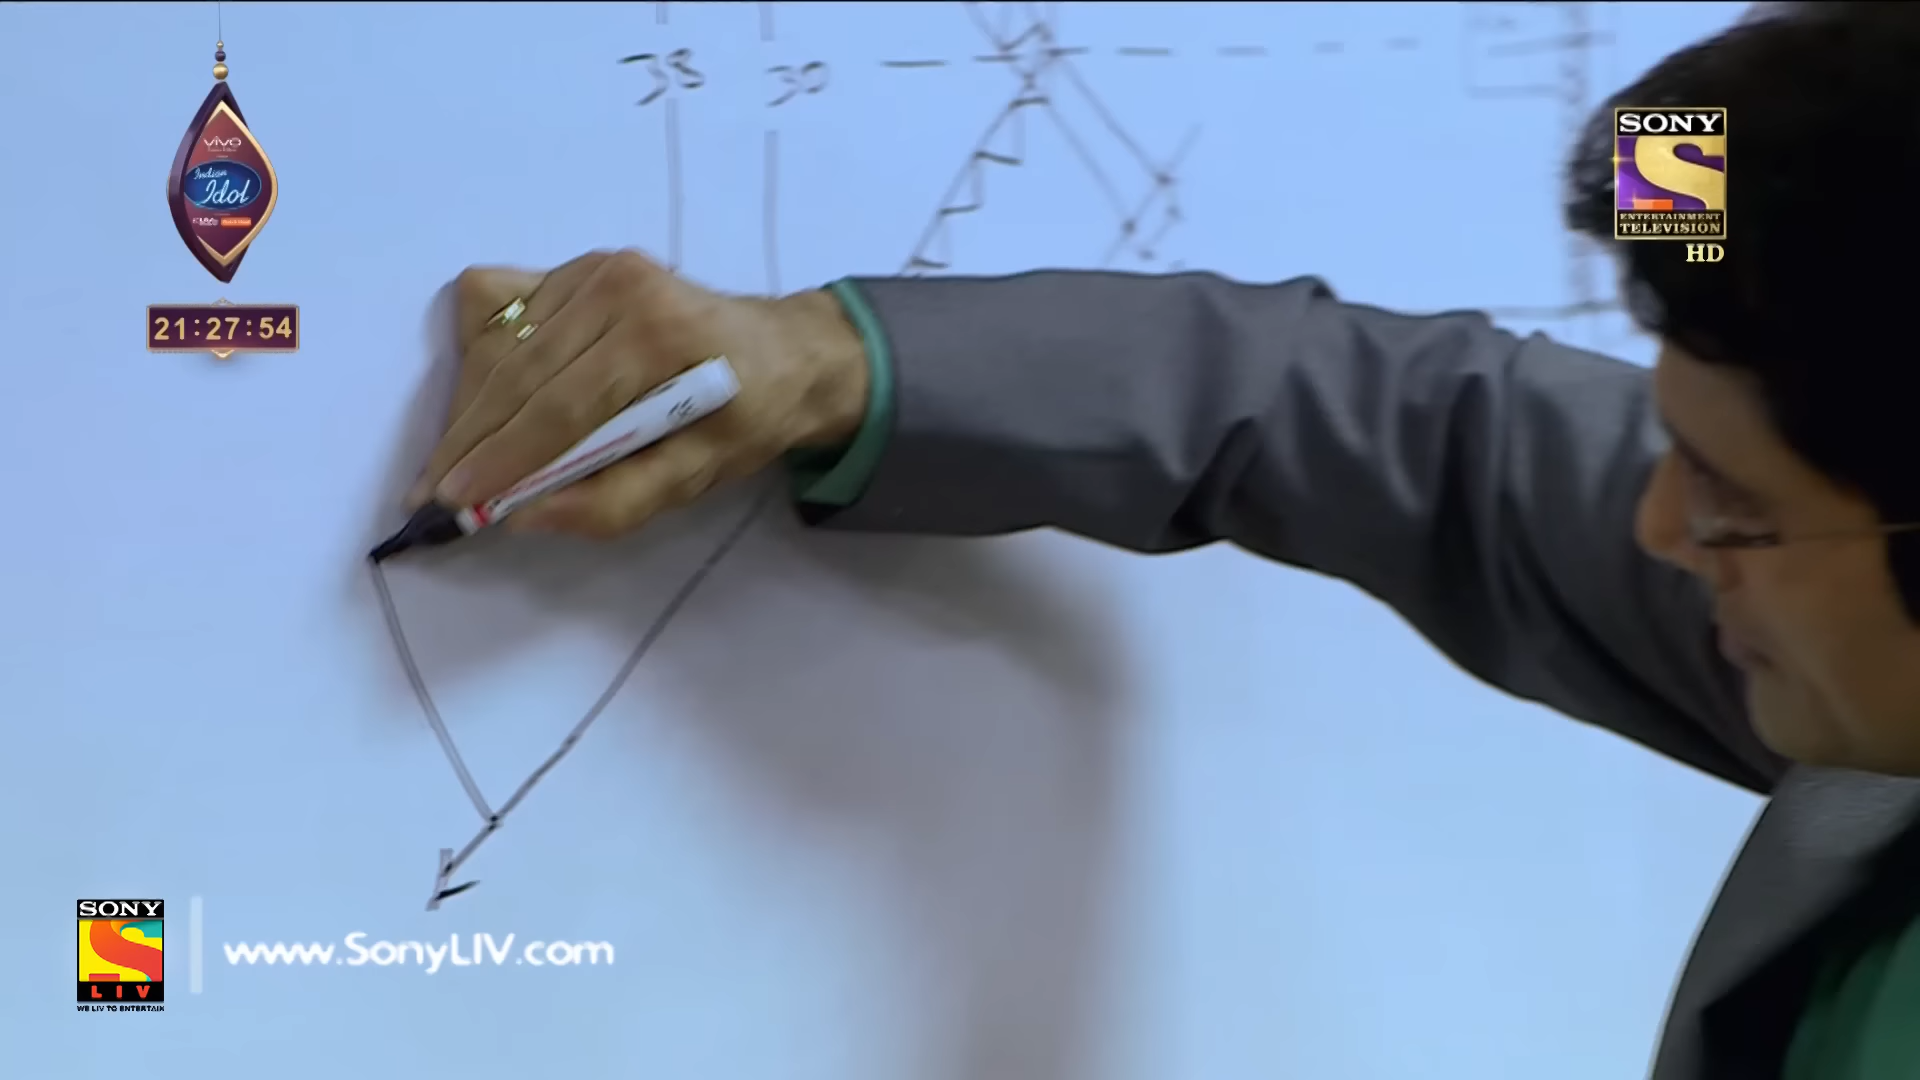 38 30
vivo
Indian
Idol
SONY
ENTERTAINMENT
TELEVISION
HD
21:27:54
SONY
LIV
WE LIV TO ENTERTAIN
www.SonyLIV.com